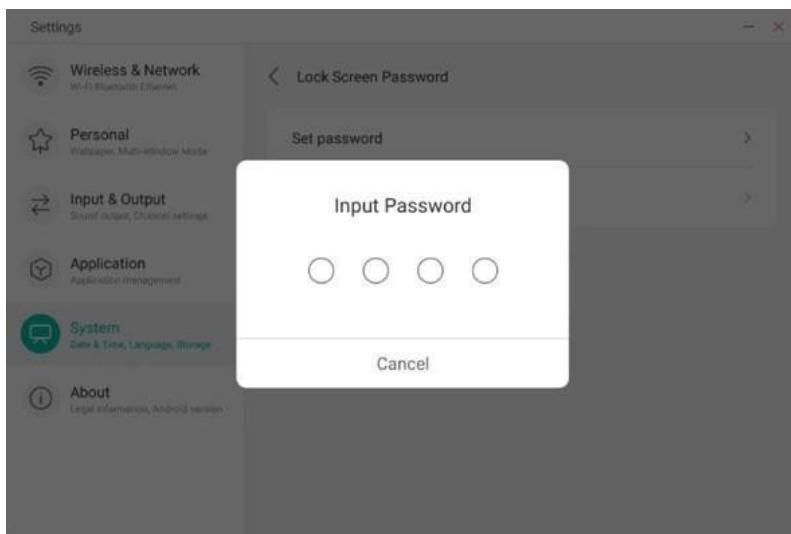 Settings
Wireless & Network
Wi-Fi Bluetooth Ethernet
Personal
Wallpaper, Multi-Window Mode
Input & Output
Sound output, Channel settings
Application
Application management
System
Date & Time, Language, Storage
About
Legal information, Android version
Lock Screen Password
Set password
Input Password
Cancel